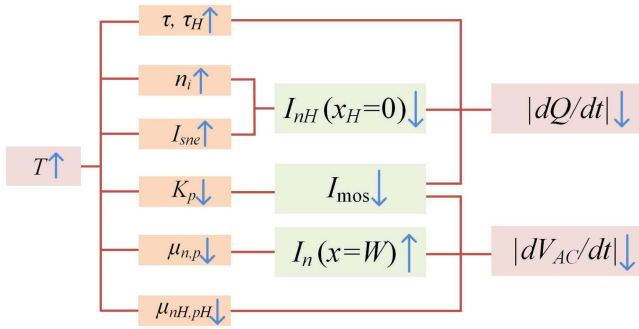 τ, τ_H ↑
n_i ↑
I_nH (x_H=0) ↓
|dQ/dt| ↓
I_sne ↑
T ↑
K_p ↓
I_mos ↓
μ_n,p ↓
I_n (x=W) ↑
|dV_AC/dt| ↓
μ_nH,pH ↓